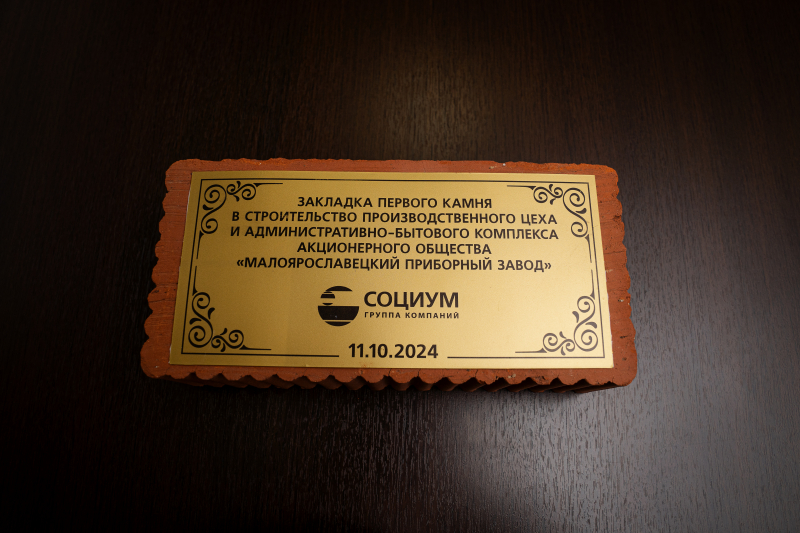 ЗАКЛАДКА ПЕРВОГО КАМНЯ
В СТРОИТЕЛЬСТВО ПРОИЗВОДСТВЕННОГО ЦЕХА
И АДМИНИСТРАТИВНО-БЫТОВОГО КОМПЛЕКСА
АКЦИОНЕРНОГО ОБЩЕСТВА
«МАЛОЯРОСЛАВЕЦКИЙ ПРИБОРНЫЙ ЗАВОД»
СОЦИУМ
ГРУППА КОМПАНИЙ
11.10.2024